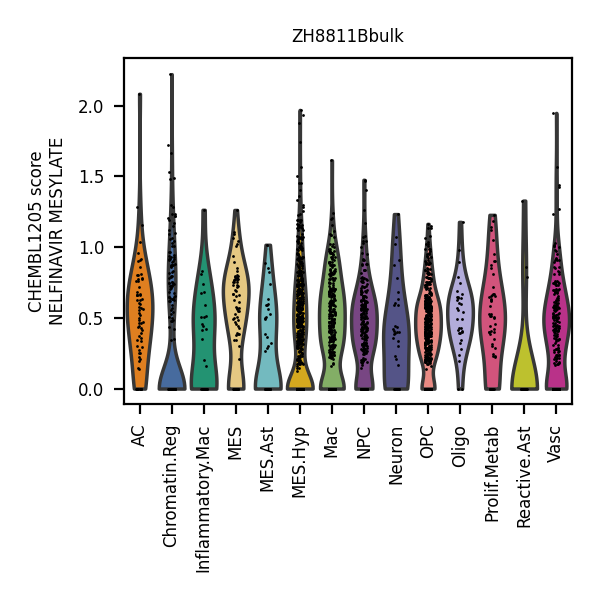 ZH8811Bbulk
CHEMBL1205 score
NELFINAVIR MESYLATE
2.0
1.5
1.0
0.5
0.0
AC
Chromatin.Reg
Inflammatory.Mac
MES
MES.Ast
MES.Hyp
Mac
NPC
Neuron
OPC
Oligo
Prolif.Metab
Reactive.Ast
Vasc